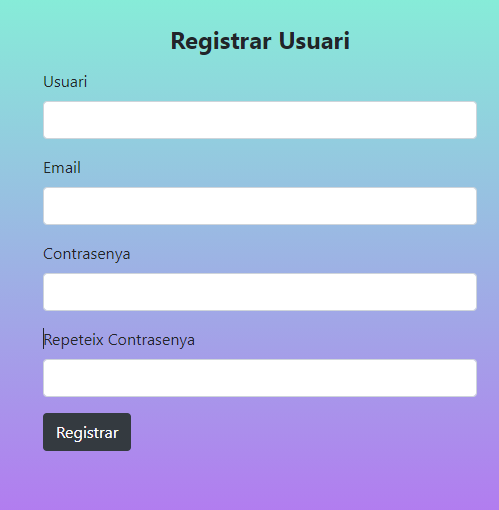 Registrar Usuari
Usuari
Email
Contrasenya
Repeteix Contrasenya
Registrar